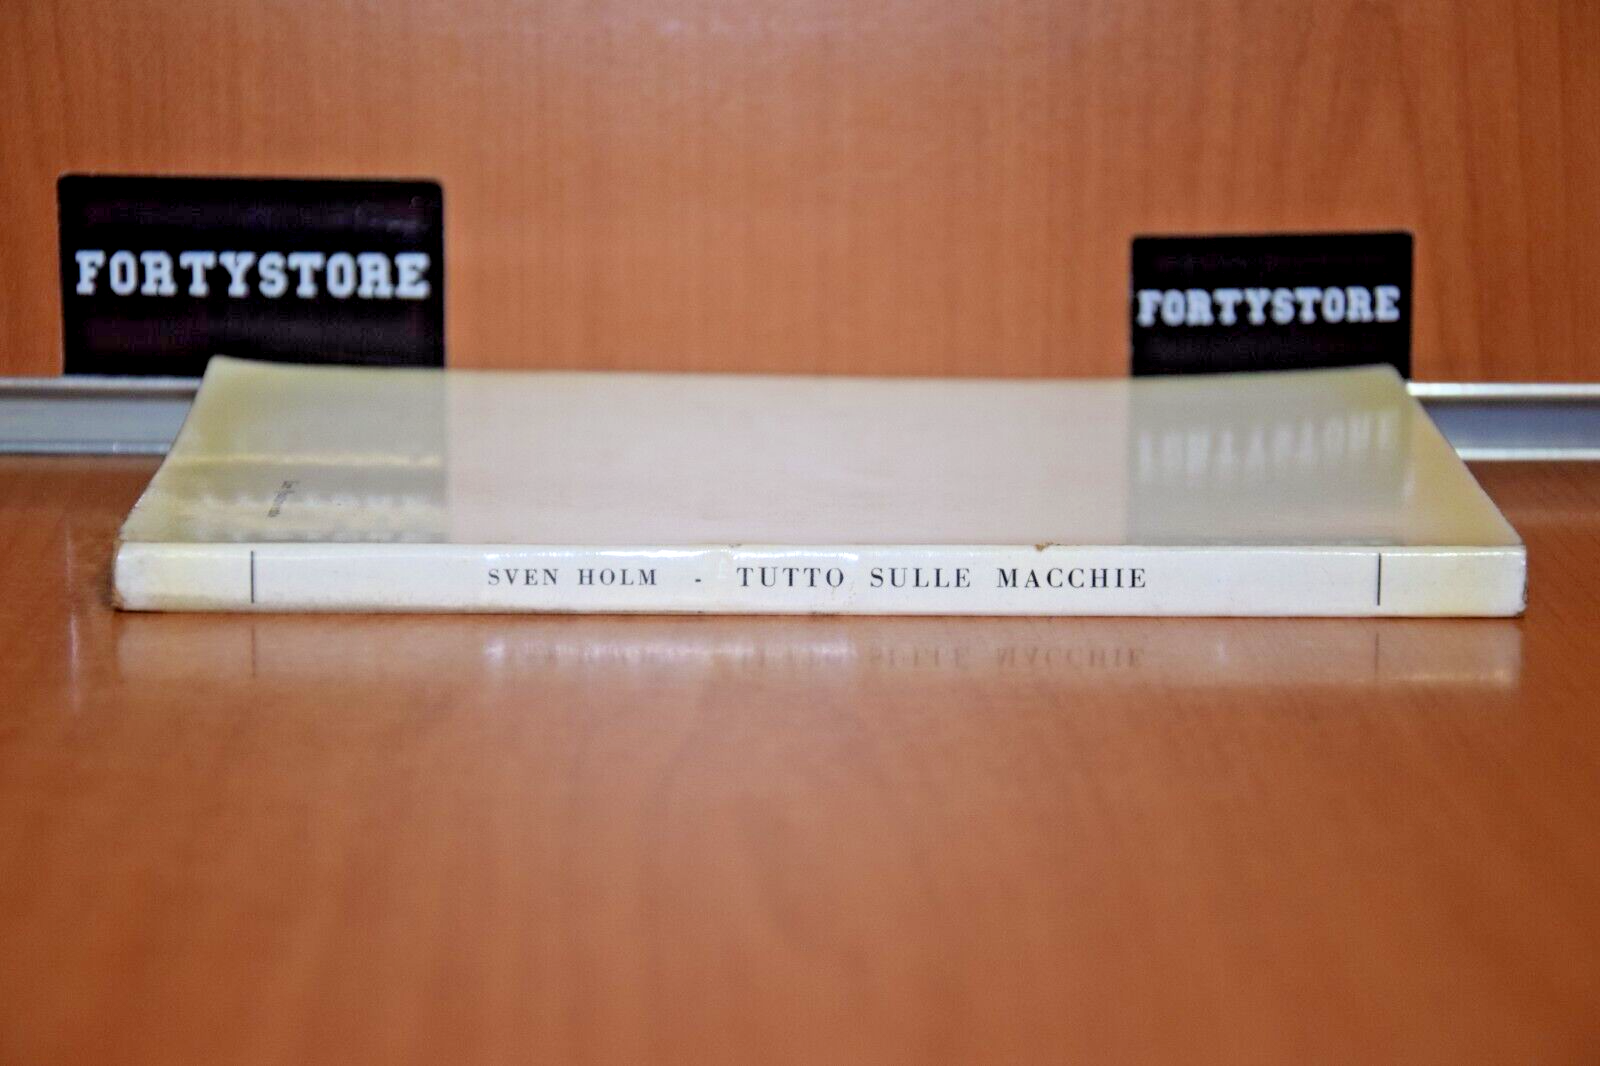 FORTYSTORE
FORTYSTORE
SVEN HOLM - TUTTO SULLE MACCHIE